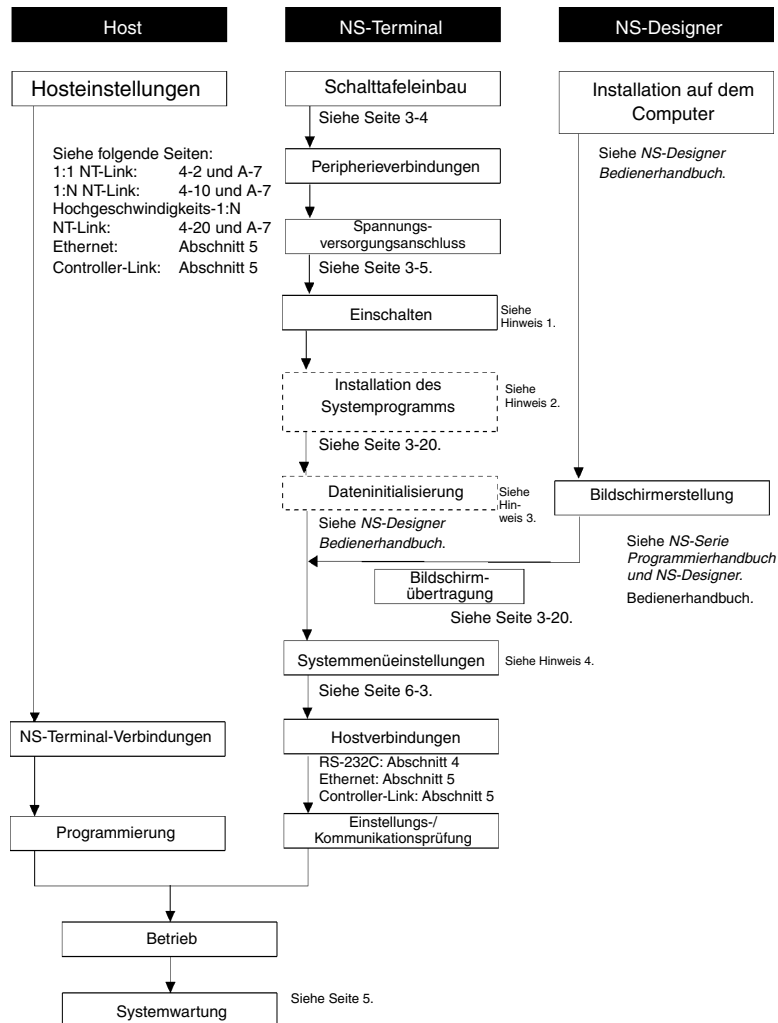 Host
NS-Terminal
NS-Designer
Hosteinstellungen
Siehe folgende Seiten:
1:1 NT-Link: 4-2 und A-7
1:N NT-Link: 4-10 und A-7
Hochgeschwindigkeits-1:N
NT-Link: 4-20 und A-7
Ethernet: Abschnitt 5
Controller-Link: Abschnitt 5
NS-Terminal-Verbindungen
Programmierung
Schalttafeleinbau
Siehe Seite 3-4
Peripherieverbindungen
Spannungs-
versorgungsanschluss
Siehe Seite 3-5.
Einschalten
Siehe
Hinweis 1.
Installation des
Systemprogramms
Siehe
Hinweis 2.
Siehe Seite 3-20.
Dateninitialisierung
Siehe
Hin-
weis 3.
Siehe NS-Designer
Bedienerhandbuch.
Installation auf dem
Computer
Siehe NS-Designer
Bedienerhandbuch.
Bildschirmerstellung
Siehe NS-Serie
Programmierhandbuch
und NS-Designer.
Bedienerhandbuch.
Bildschirm-
übertragung
Siehe Seite 3-20.
Systemmenüeinstellungen
Siehe Hinweis 4.
Siehe Seite 6-3.
Hostverbindungen
RS-232C: Abschnitt 4
Ethernet: Abschnitt 5
Controller-Link: Abschnitt 5
Einstellungs-/
Kommunikationsprüfung
Betrieb
Systemwartung
Siehe Seite 5.